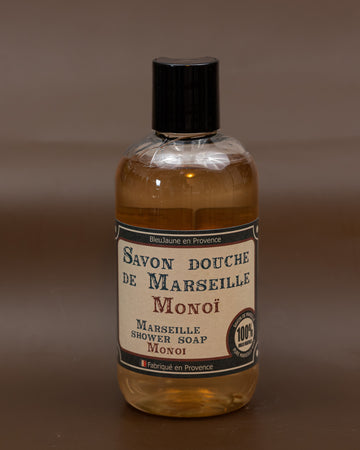 BleuJaune en Provence
SAVON DOUCHE
DE MARSEILLE
MONOÏ
MARSEILLE
SHOWER SOAP
MONOI
100%
Fabriqué en Provence